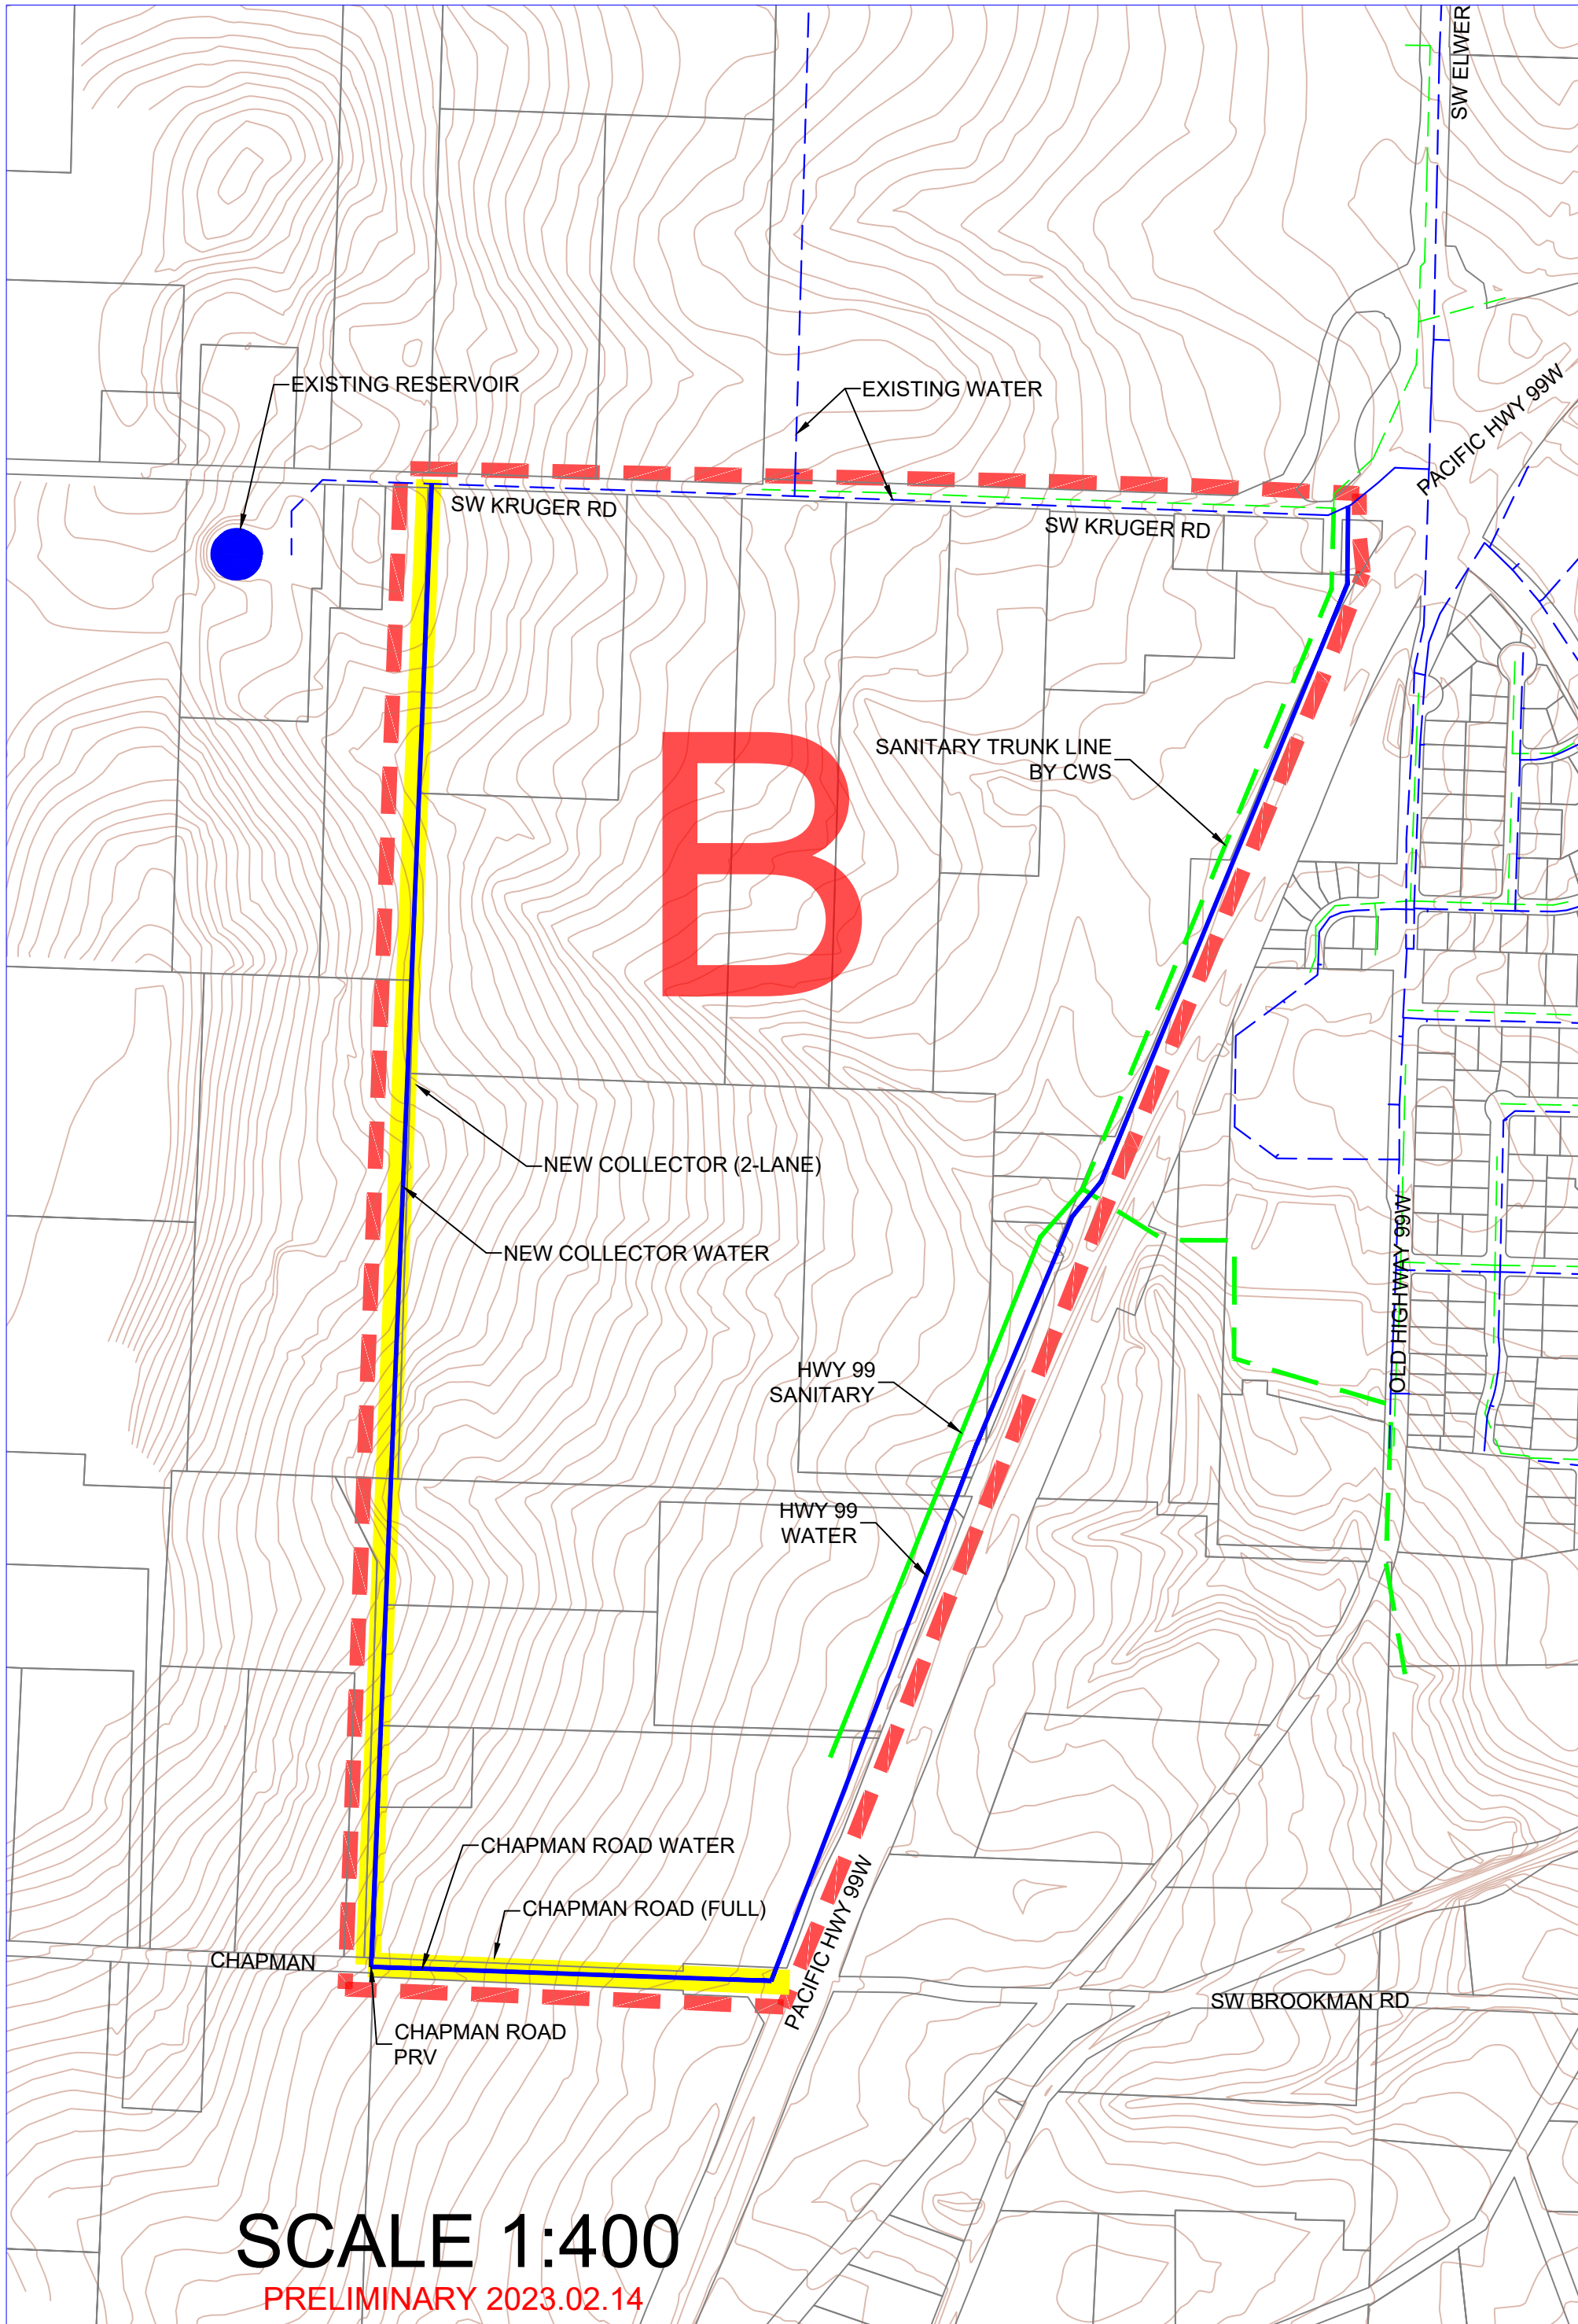 SW ELWER
PACIFIC HWY 99W
EXISTING RESERVOIR
EXISTING WATER
SW KRUGER RD
SW KRUGER RD
B
SANITARY TRUNK LINE
BY CWS
NEW COLLECTOR (2-LANE)
NEW COLLECTOR WATER
OLD HIGHWAY 99W
HWY 99
SANITARY
HWY 99
WATER
CHAPMAN ROAD WATER
CHAPMAN ROAD (FULL)
PACIFIC HWY 99W
CHAPMAN
SW BROOKMAN RD
CHAPMAN ROAD
PRV
SCALE 1:400
PRELIMINARY 2023.02.14